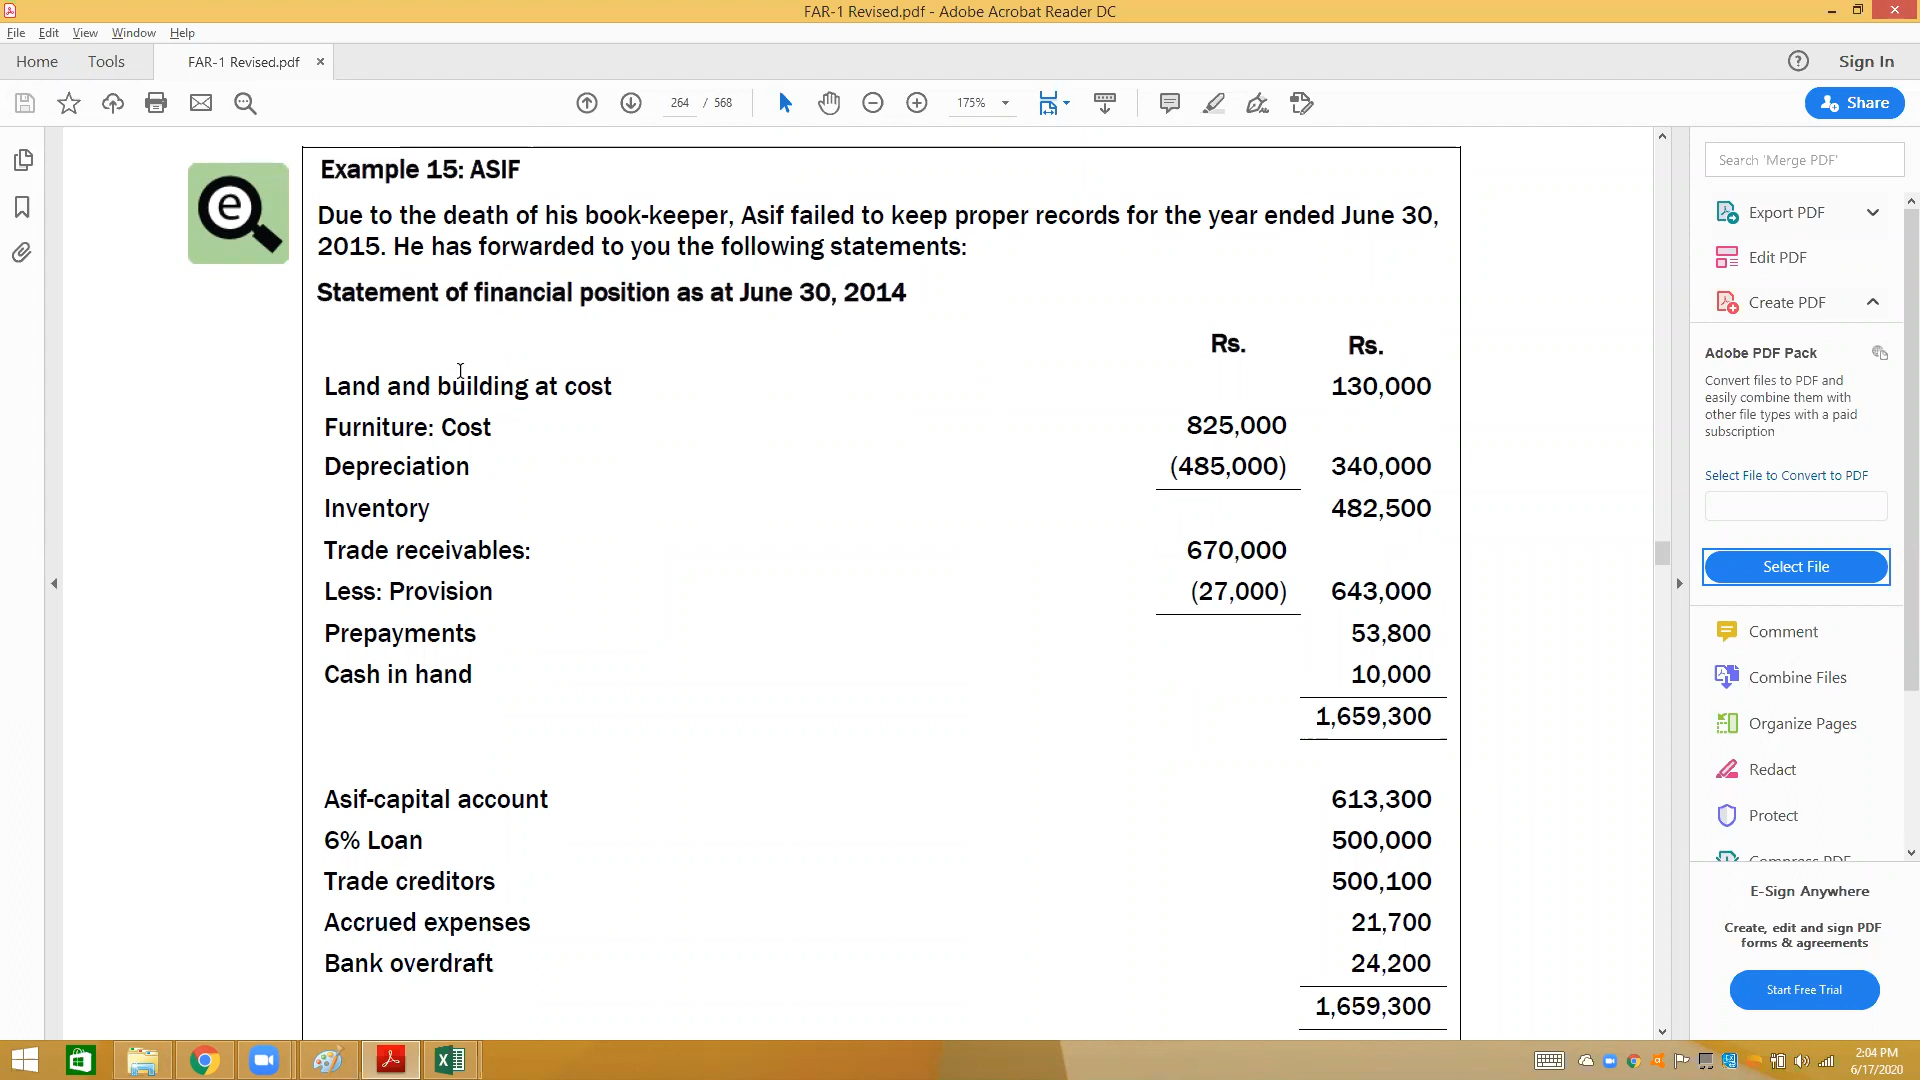 FAR-1 Revised.pdf - Adobe Acrobat Reader DC
File Edit View Window Help
Home Tools FAR-1 Revised.pdf × Sign In
264 / 568 175% Share
Example 15: ASIF
Due to the death of his book-keeper, Asif failed to keep proper records for the year ended June 30,
2015. He has forwarded to you the following statements:
Statement of financial position as at June 30, 2014
Rs. Rs.
Land and building at cost 130,000
Furniture: Cost 825,000
Depreciation (485,000) 340,000
Inventory 482,500
Trade receivables: 670,000
Less: Provision (27,000) 643,000
Prepayments 53,800
Cash in hand 10,000
1,659,300
Asif-capital account 613,300
6% Loan 500,000
Trade creditors 500,100
Accrued expenses 21,700
Bank overdraft 24,200
1,659,300
Search 'Merge PDF'
Export PDF
Edit PDF
Create PDF
Adobe PDF Pack
Convert files to PDF and
easily combine them with
other file types with a paid
subscription
Select File to Convert to PDF
Select File
Comment
Combine Files
Organize Pages
Redact
Protect
Compress PDF
E-Sign Anywhere
Create, edit and sign PDF
forms & agreements
Start Free Trial
2:04 PM
6/17/2020